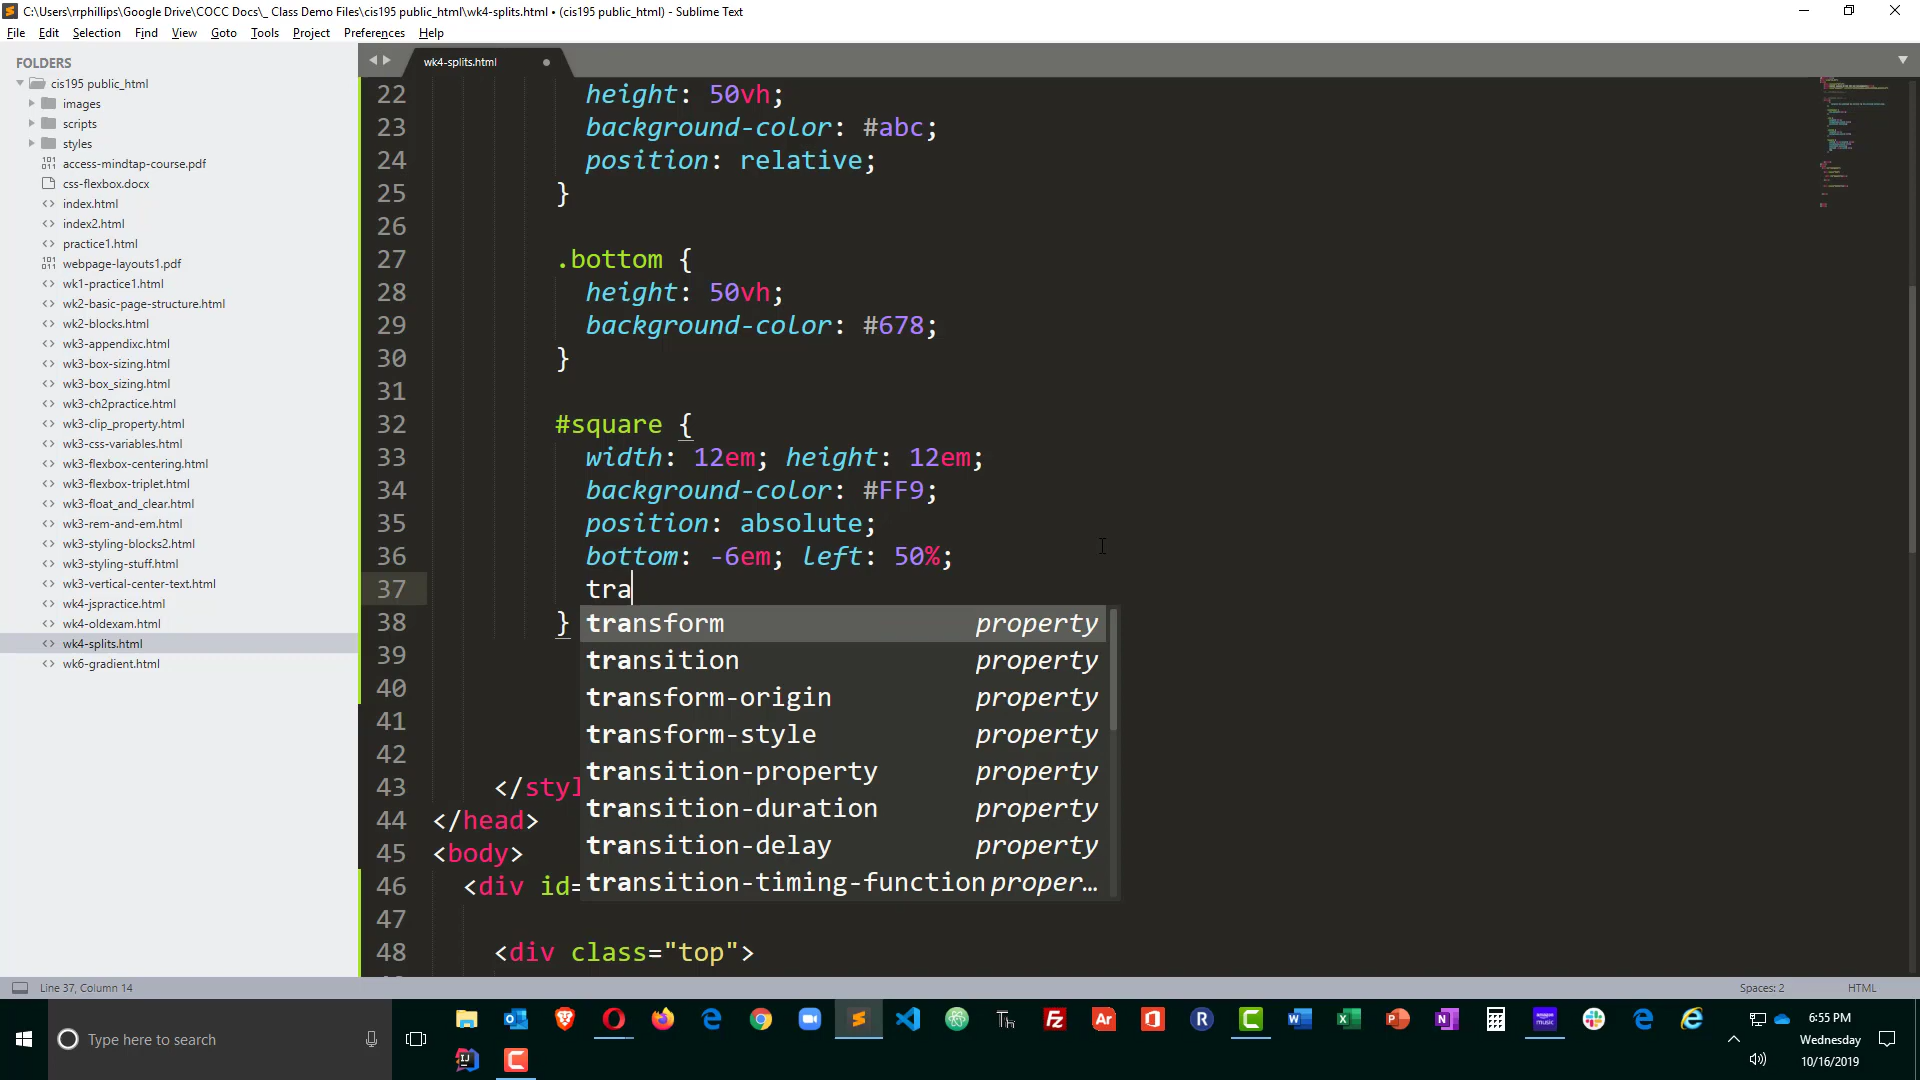 C:\Users\rrphillips\Google Drive\COCC Docs\_ Class Demo Files\cis195 public_html\wk4-splits.html • (cis195 public_html) - Sublime Text
File Edit Selection Find View Goto Tools Project Preferences Help
FOLDERS
cis195 public_html
images
scripts
styles
access-mindtap-course.pdf
css-flexbox.docx
index.html
index2.html
practice1.html
webpage-layouts1.pdf
wk1-practice1.html
wk2-basic-page-structure.html
wk2-blocks.html
wk3-appendixc.html
wk3-box-sizing.html
wk3-box_sizing.html
wk3-ch2practice.html
wk3-clip_property.html
wk3-css-variables.html
wk3-flexbox-centering.html
wk3-flexbox-triplet.html
wk3-float_and_clear.html
wk3-rem-and-em.html
wk3-styling-blocks2.html
wk3-styling-stuff.html
wk3-vertical-center-text.html
wk4-jspractice.html
wk4-oldexam.html
wk4-splits.html
wk6-gradient.html
wk4-splits.html
22 height: 50vh;
23 background-color: #abc;
24 position: relative;
25 }
26
27 .bottom {
28 height: 50vh;
29 background-color: #678;
30 }
31
32 #square {
33 width: 12em; height: 12em;
34 background-color: #FF9;
35 position: absolute;
36 bottom: -6em; left: 50%;
37 tra
38 }
39
40
41
42
43 </styl
44 </head>
45 <body>
46 <div id=
47
48 <div class="top">
transform property
transition property
transform-origin property
transform-style property
transition-property property
transition-duration property
transition-delay property
transition-timing-function proper…
Line 37, Column 14
Spaces: 2
HTML
Type here to search
6:55 PM
Wednesday
10/16/2019